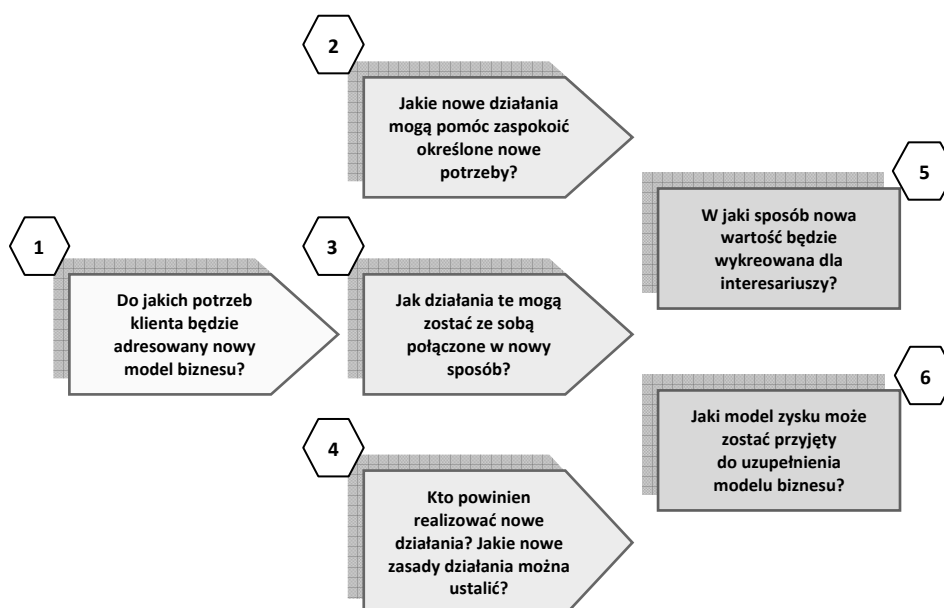 1
Do jakich potrzeb
klienta będzie
adresowany nowy
model biznesu?
2
Jakie nowe działania
mogą pomóc zaspokoić
określone nowe
potrzeby?
3
Jak działania te mogą
zostać ze sobą
połączone w nowy
sposób?
4
Kto powinien
realizować nowe
działania? Jakie nowe
zasady działania można
ustalić?
5
W jaki sposób nowa
wartość będzie
wykreowana dla
interesariuszy?
6
Jaki model zysku może
zostać przyjęty
do uzupełnienia
modelu biznesu?